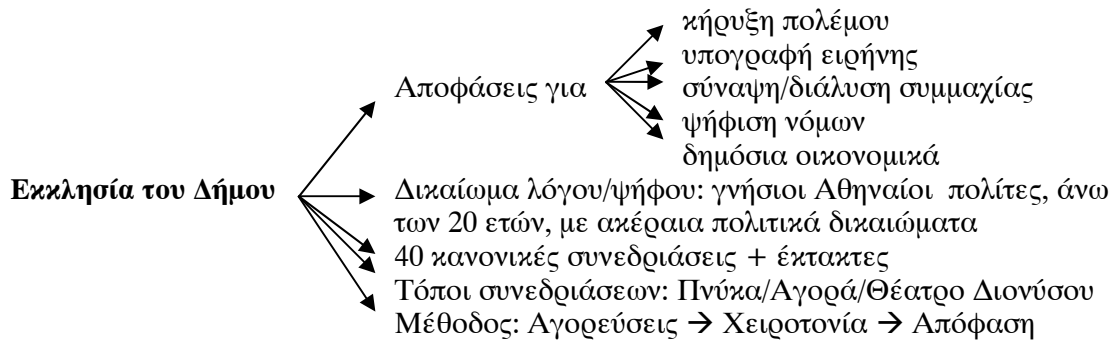 κήρυξη πολέμου
υπογραφή ειρήνης
Αποφάσεις για
σύναψη/διάλυση συμμαχίας
ψήφιση νόμων
δημόσια οικονομικά
Εκκλησία του Δήμου
Δικαίωμα λόγου/ψήφου: γνήσιοι Αθηναίοι πολίτες, άνω
των 20 ετών, με ακέραια πολιτικά δικαιώματα
40 κανονικές συνεδριάσεις + έκτακτες
Τόποι συνεδριάσεων: Πνύκα/Αγορά/Θέατρο Διονύσου
Μέθοδος: Αγορεύσεις → Χειροτονία → Απόφαση